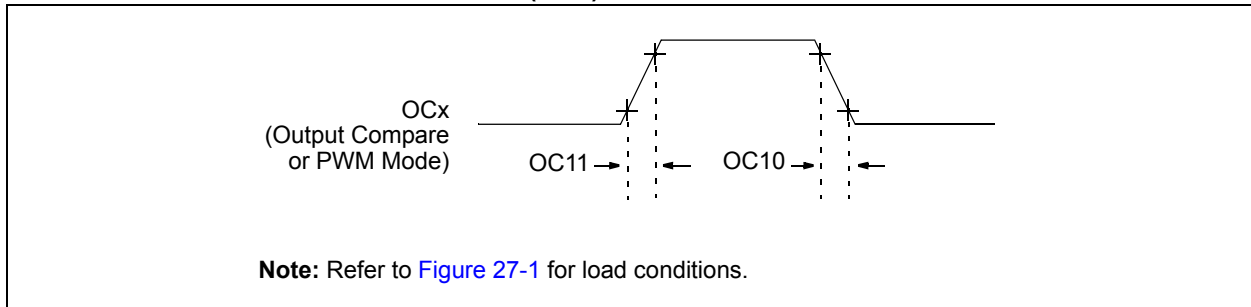 OCx
(Output Compare
or PWM Mode)
OC11
OC10
Note: Refer to Figure 27-1 for load conditions.